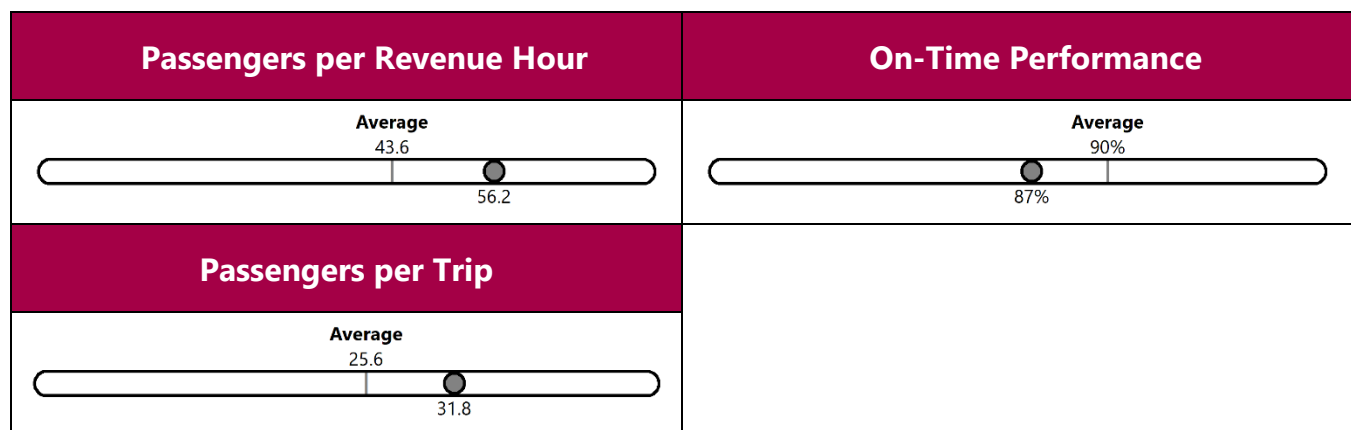 Passengers per Revenue Hour
On-Time Performance
Average
43.6
56.2
Average
90%
87%
Passengers per Trip
Average
25.6
31.8